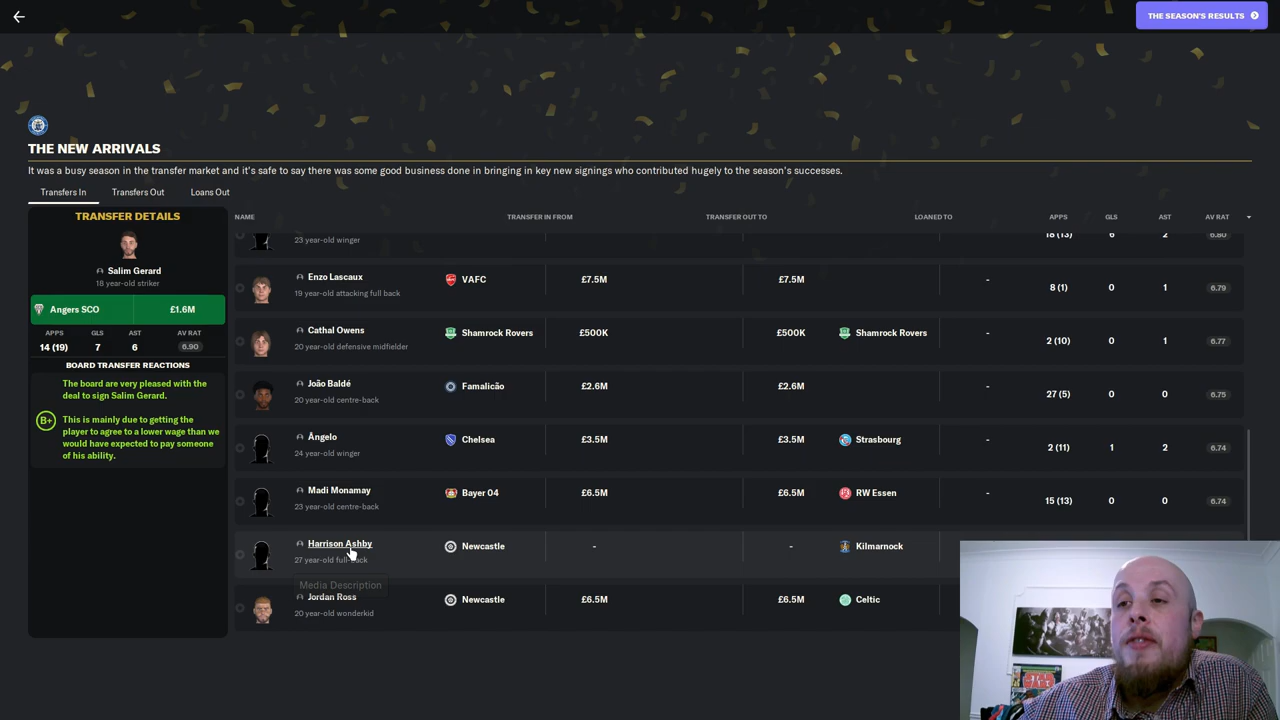 THE SEASON'S RESULTS
THE NEW ARRIVALS
It was a busy season in the transfer market and it's safe to say there was some good business done in bringing in key new signings who contributed hugely to the season's successes.
Transfers In Transfers Out Loans Out
TRANSFER DETAILS
Salim Gerard
18 year-old striker
Angers SCO £1.6M
APPS GLS AST AV RAT
14 (19) 7 6 6.90
BOARD TRANSFER REACTIONS
The board are very pleased with the
deal to sign Salim Gerard.
B+
This is mainly due to getting the
player to agree to a lower wage than we
would have expected to pay someone
of his ability.
NAME TRANSFER IN FROM TRANSFER OUT TO LOANED TO APPS GLS AST AV RAT
23 year-old winger 18 (13) 6 2 6.80
Enzo Lascaux VAFC £7.5M £7.5M - 8 (1) 0 1 6.79
19 year-old attacking full back
Cathal Owens Shamrock Rovers £500K £500K Shamrock Rovers - 2 (10) 0 1 6.77
20 year-old defensive midfielder
João Baldé Famalicão £2.6M £2.6M - 27 (5) 0 0 6.75
20 year-old centre-back
Ângelo Chelsea £3.5M £3.5M Strasbourg - 2 (11) 1 2 6.74
24 year-old winger
Madi Monamay Bayer 04 £6.5M £6.5M RW Essen - 15 (13) 0 0 6.74
23 year-old centre-back
Harrison Ashby Newcastle - - Kilmarnock
27 year-old full-back
Media Description
Jordan Ross Newcastle £6.5M £6.5M Celtic
20 year-old wonderkid
STAR
WARS